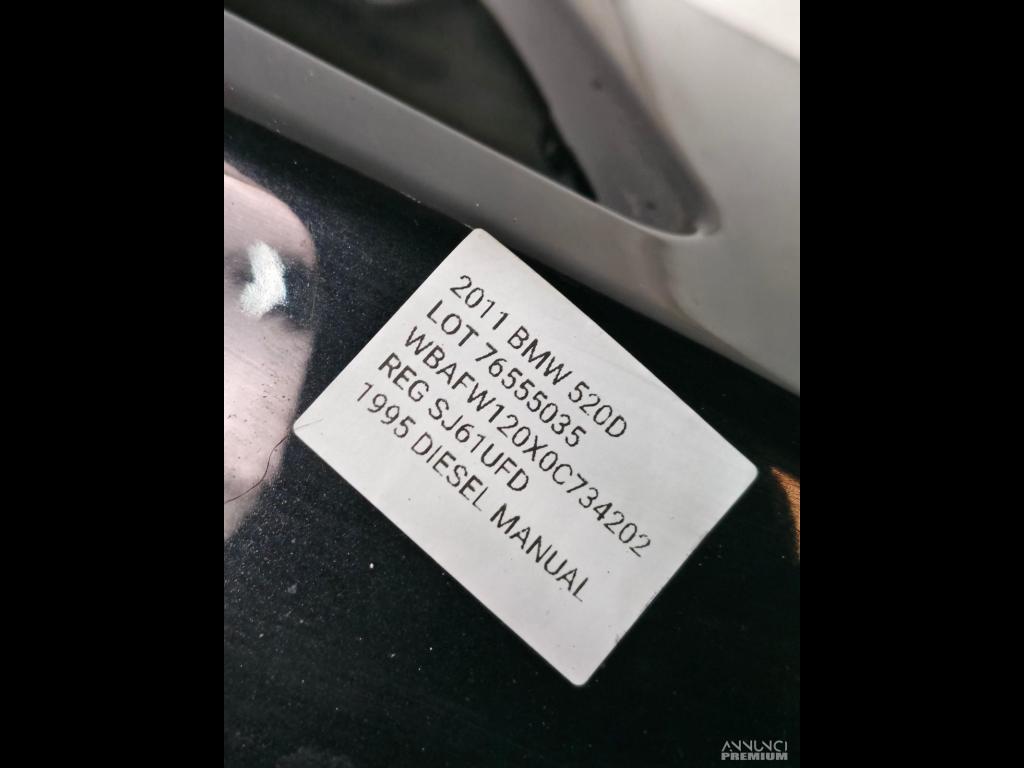 2011 BMW 520D
LOT 76555035
WBAFW120X0C734202
REG SJ61UFD
1995 DIESEL MANUAL
ANNUNCI
PREMIUM